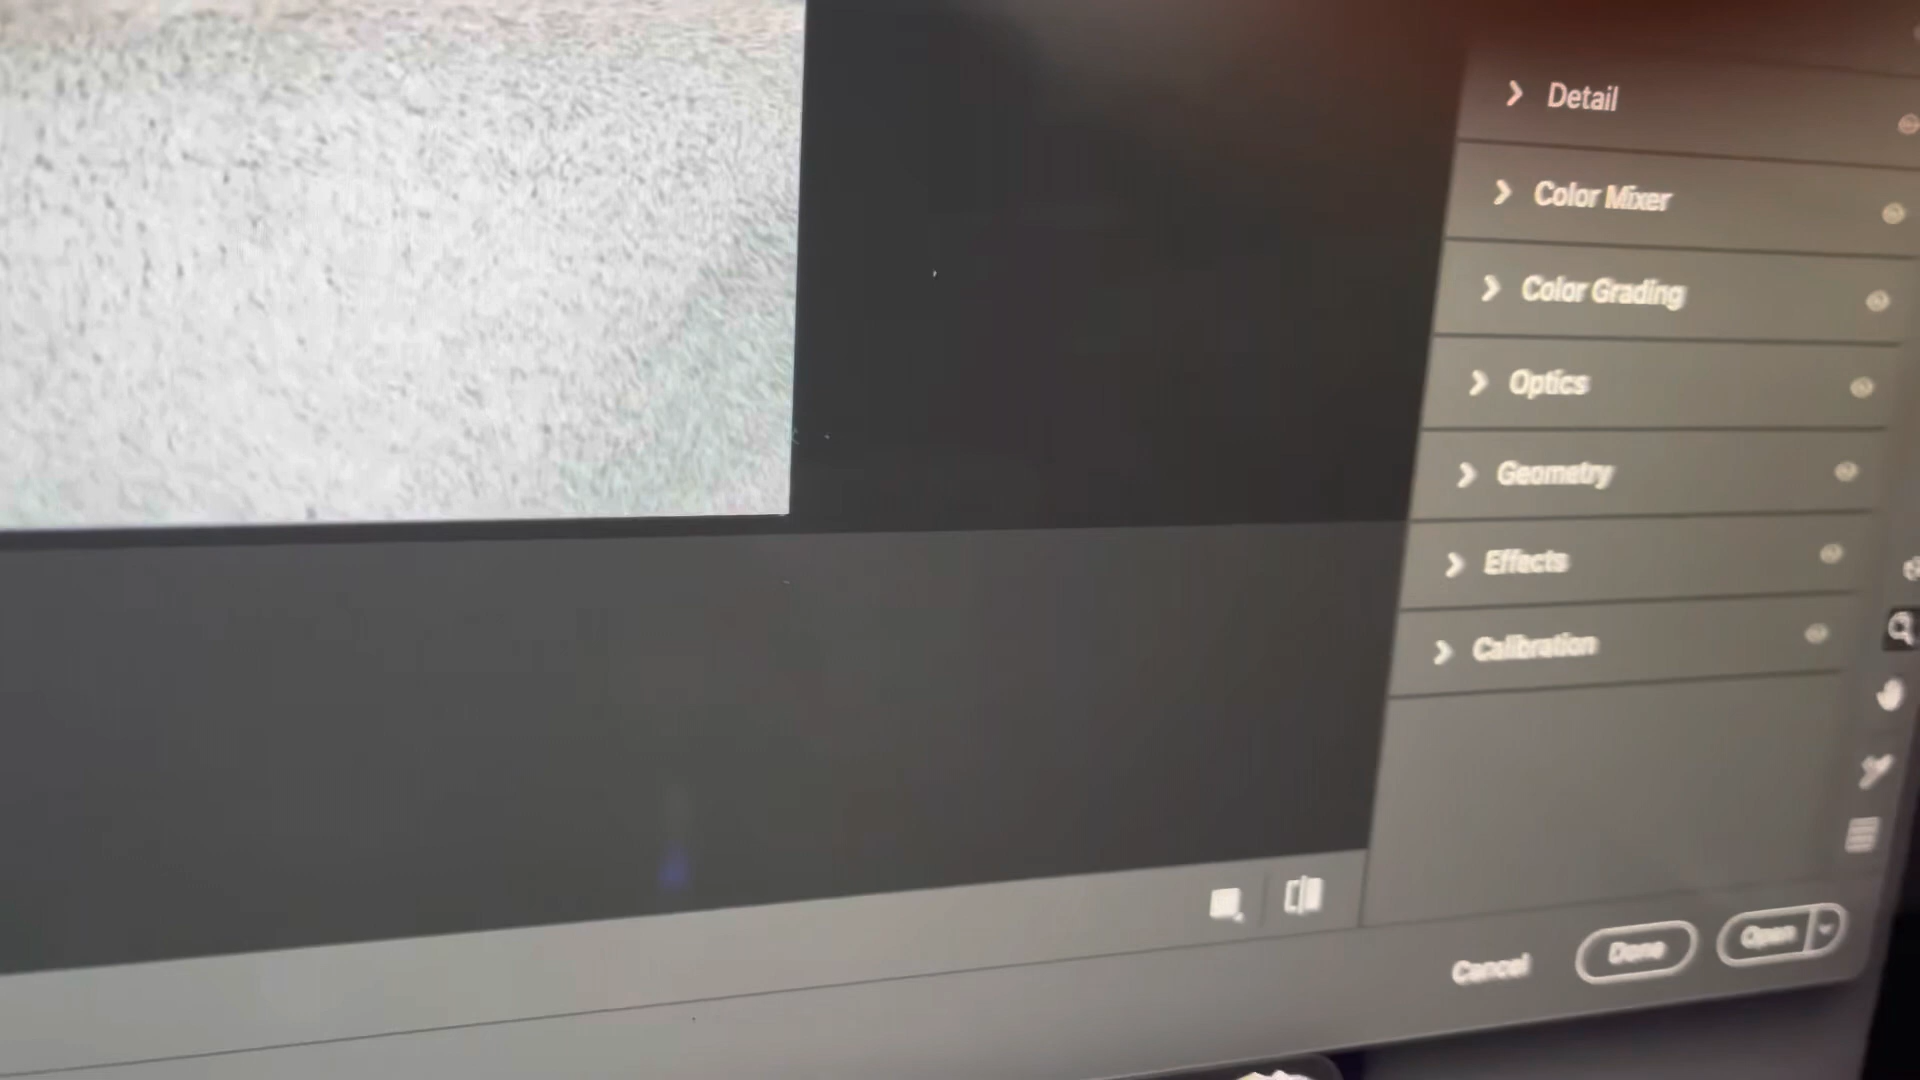 Detail
Color Mixer
Color Grading
Optics
Geometry
Effects
Calibration
Cancel
Done
Open